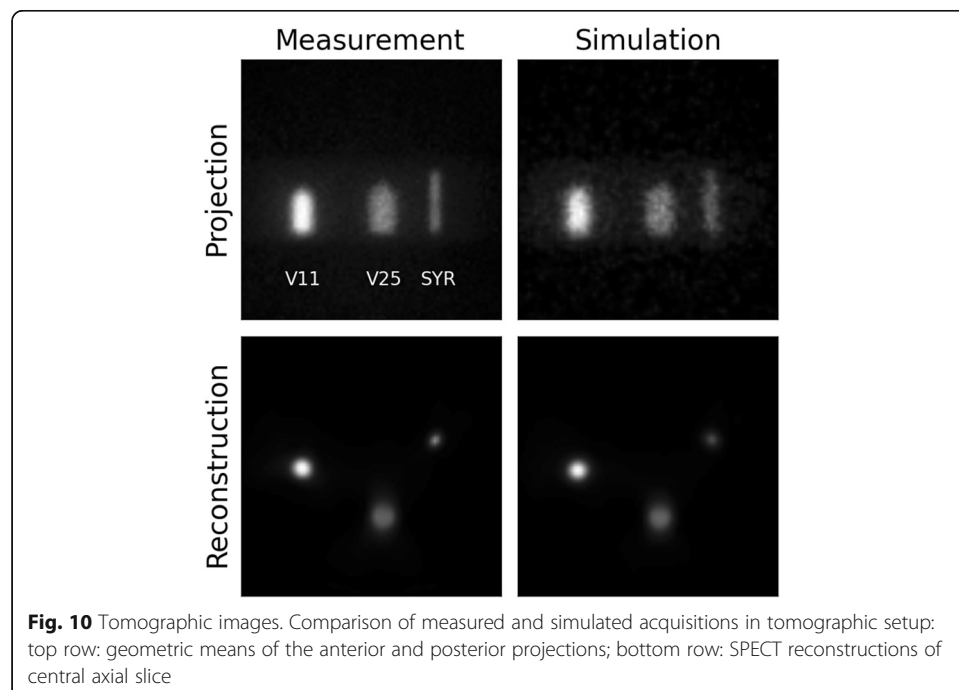 Measurement Simulation
Projection
V11 V25 SYR
Reconstruction
Fig. 10 Tomographic images. Comparison of measured and simulated acquisitions in tomographic setup:
top row: geometric means of the anterior and posterior projections; bottom row: SPECT reconstructions of
central axial slice